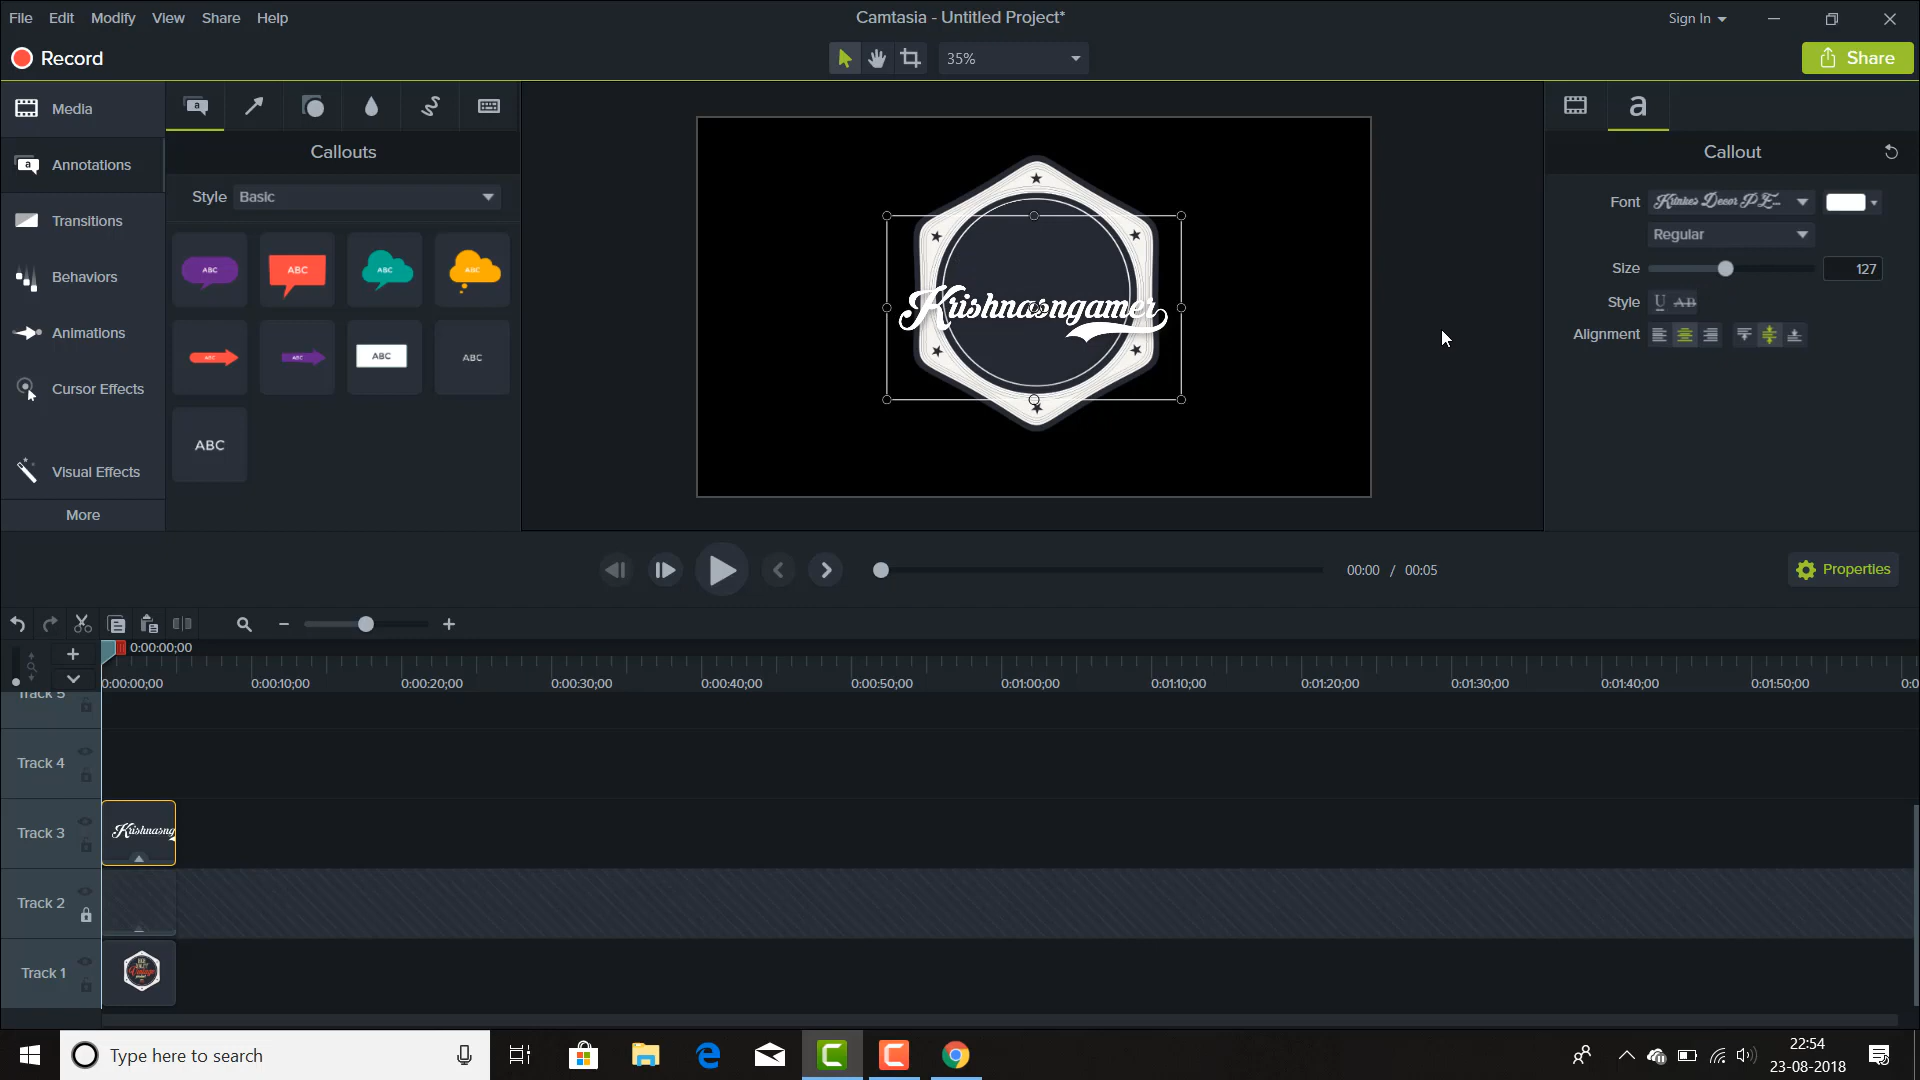 File Edit Modify View Share Help
Camtasia - Untitled Project*
Sign In
Record
35%
Share
Media
Annotations
Transitions
Behaviors
Animations
Cursor Effects
Visual Effects
More
Callouts
Style Basic
ABC ABC ABC ABC
ABC ABC ABC ABC
ABC
Krishnasngamer
a
Callout
Font
Regular
Size 127
Style U AB
Alignment
00:00 / 00:05
Properties
0:00:00;00
0:00:00;00 0:00:10;00 0:00:20;00 0:00:30;00 0:00:40;00 0:00:50;00 0:01:00;00 0:01:10;00 0:01:20;00 0:01:30;00 0:01:40;00 0:01:50;00 0:0
Track 5
Track 4
Track 3
Krishnasng
Track 2
Track 1
Type here to search
22:54
23-08-2018